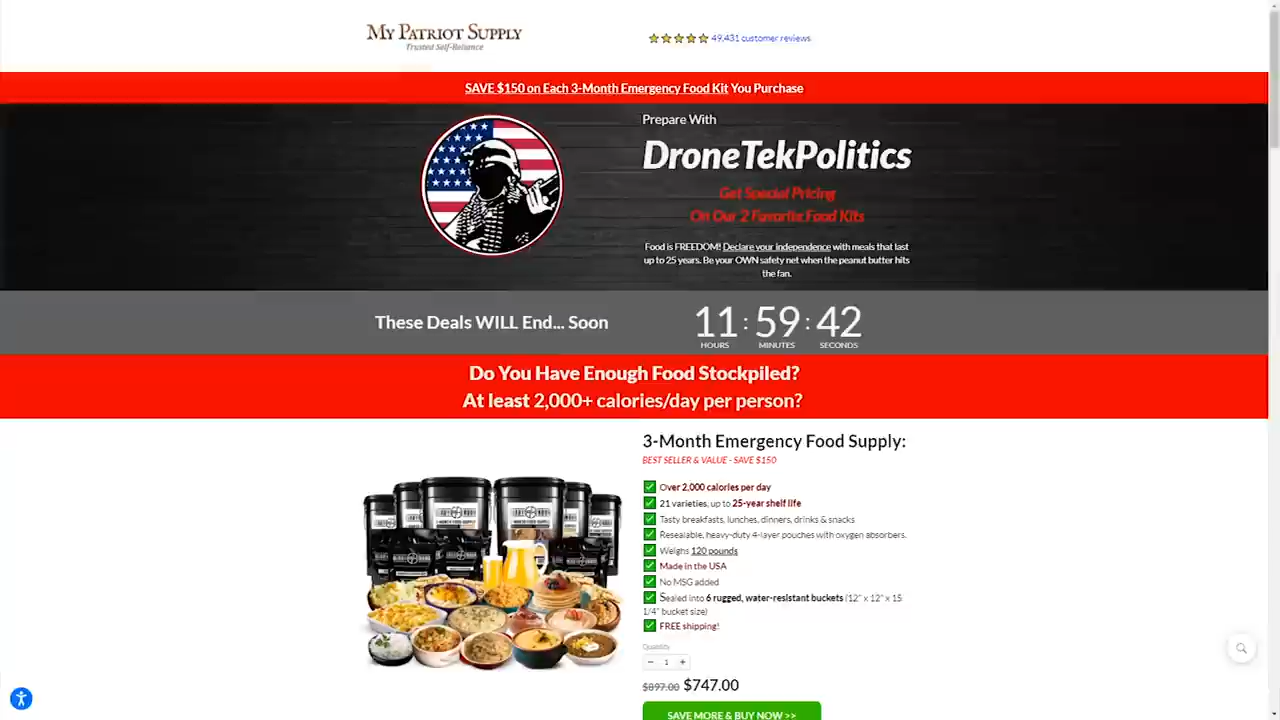 My Patriot Supply
Trusted Self-Reliance
49,431 customer reviews
SAVE $150 on Each 3-Month Emergency Food Kit You Purchase
Prepare With
DroneTekPolitics
Get Special Pricing
On Our 2 Favorite Food Kits
Food is FREEDOM! Declare your independence with meals that last
up to 25 years. Be your OWN safety net when the peanut butter hits
the fan.
These Deals WILL End... Soon
11 : 59 : 42
HOURS MINUTES SECONDS
Do You Have Enough Food Stockpiled?
At least 2,000+ calories/day per person?
3-Month Emergency Food Supply:
BEST SELLER & VALUE - SAVE $150
Over 2,000 calories per day
21 varieties, up to 25-year shelf life
Tasty breakfasts, lunches, dinners, drinks & snacks
Resealable, heavy-duty 4-layer pouches with oxygen absorbers.
Weighs 120 pounds
Made in the USA
No MSG added
Sealed into 6 rugged, water-resistant buckets (12" x 12" x 15
1/4" bucket size)
FREE shipping!
Quantity
− 1 +
$897.00 $747.00
SAVE MORE & BUY NOW >>